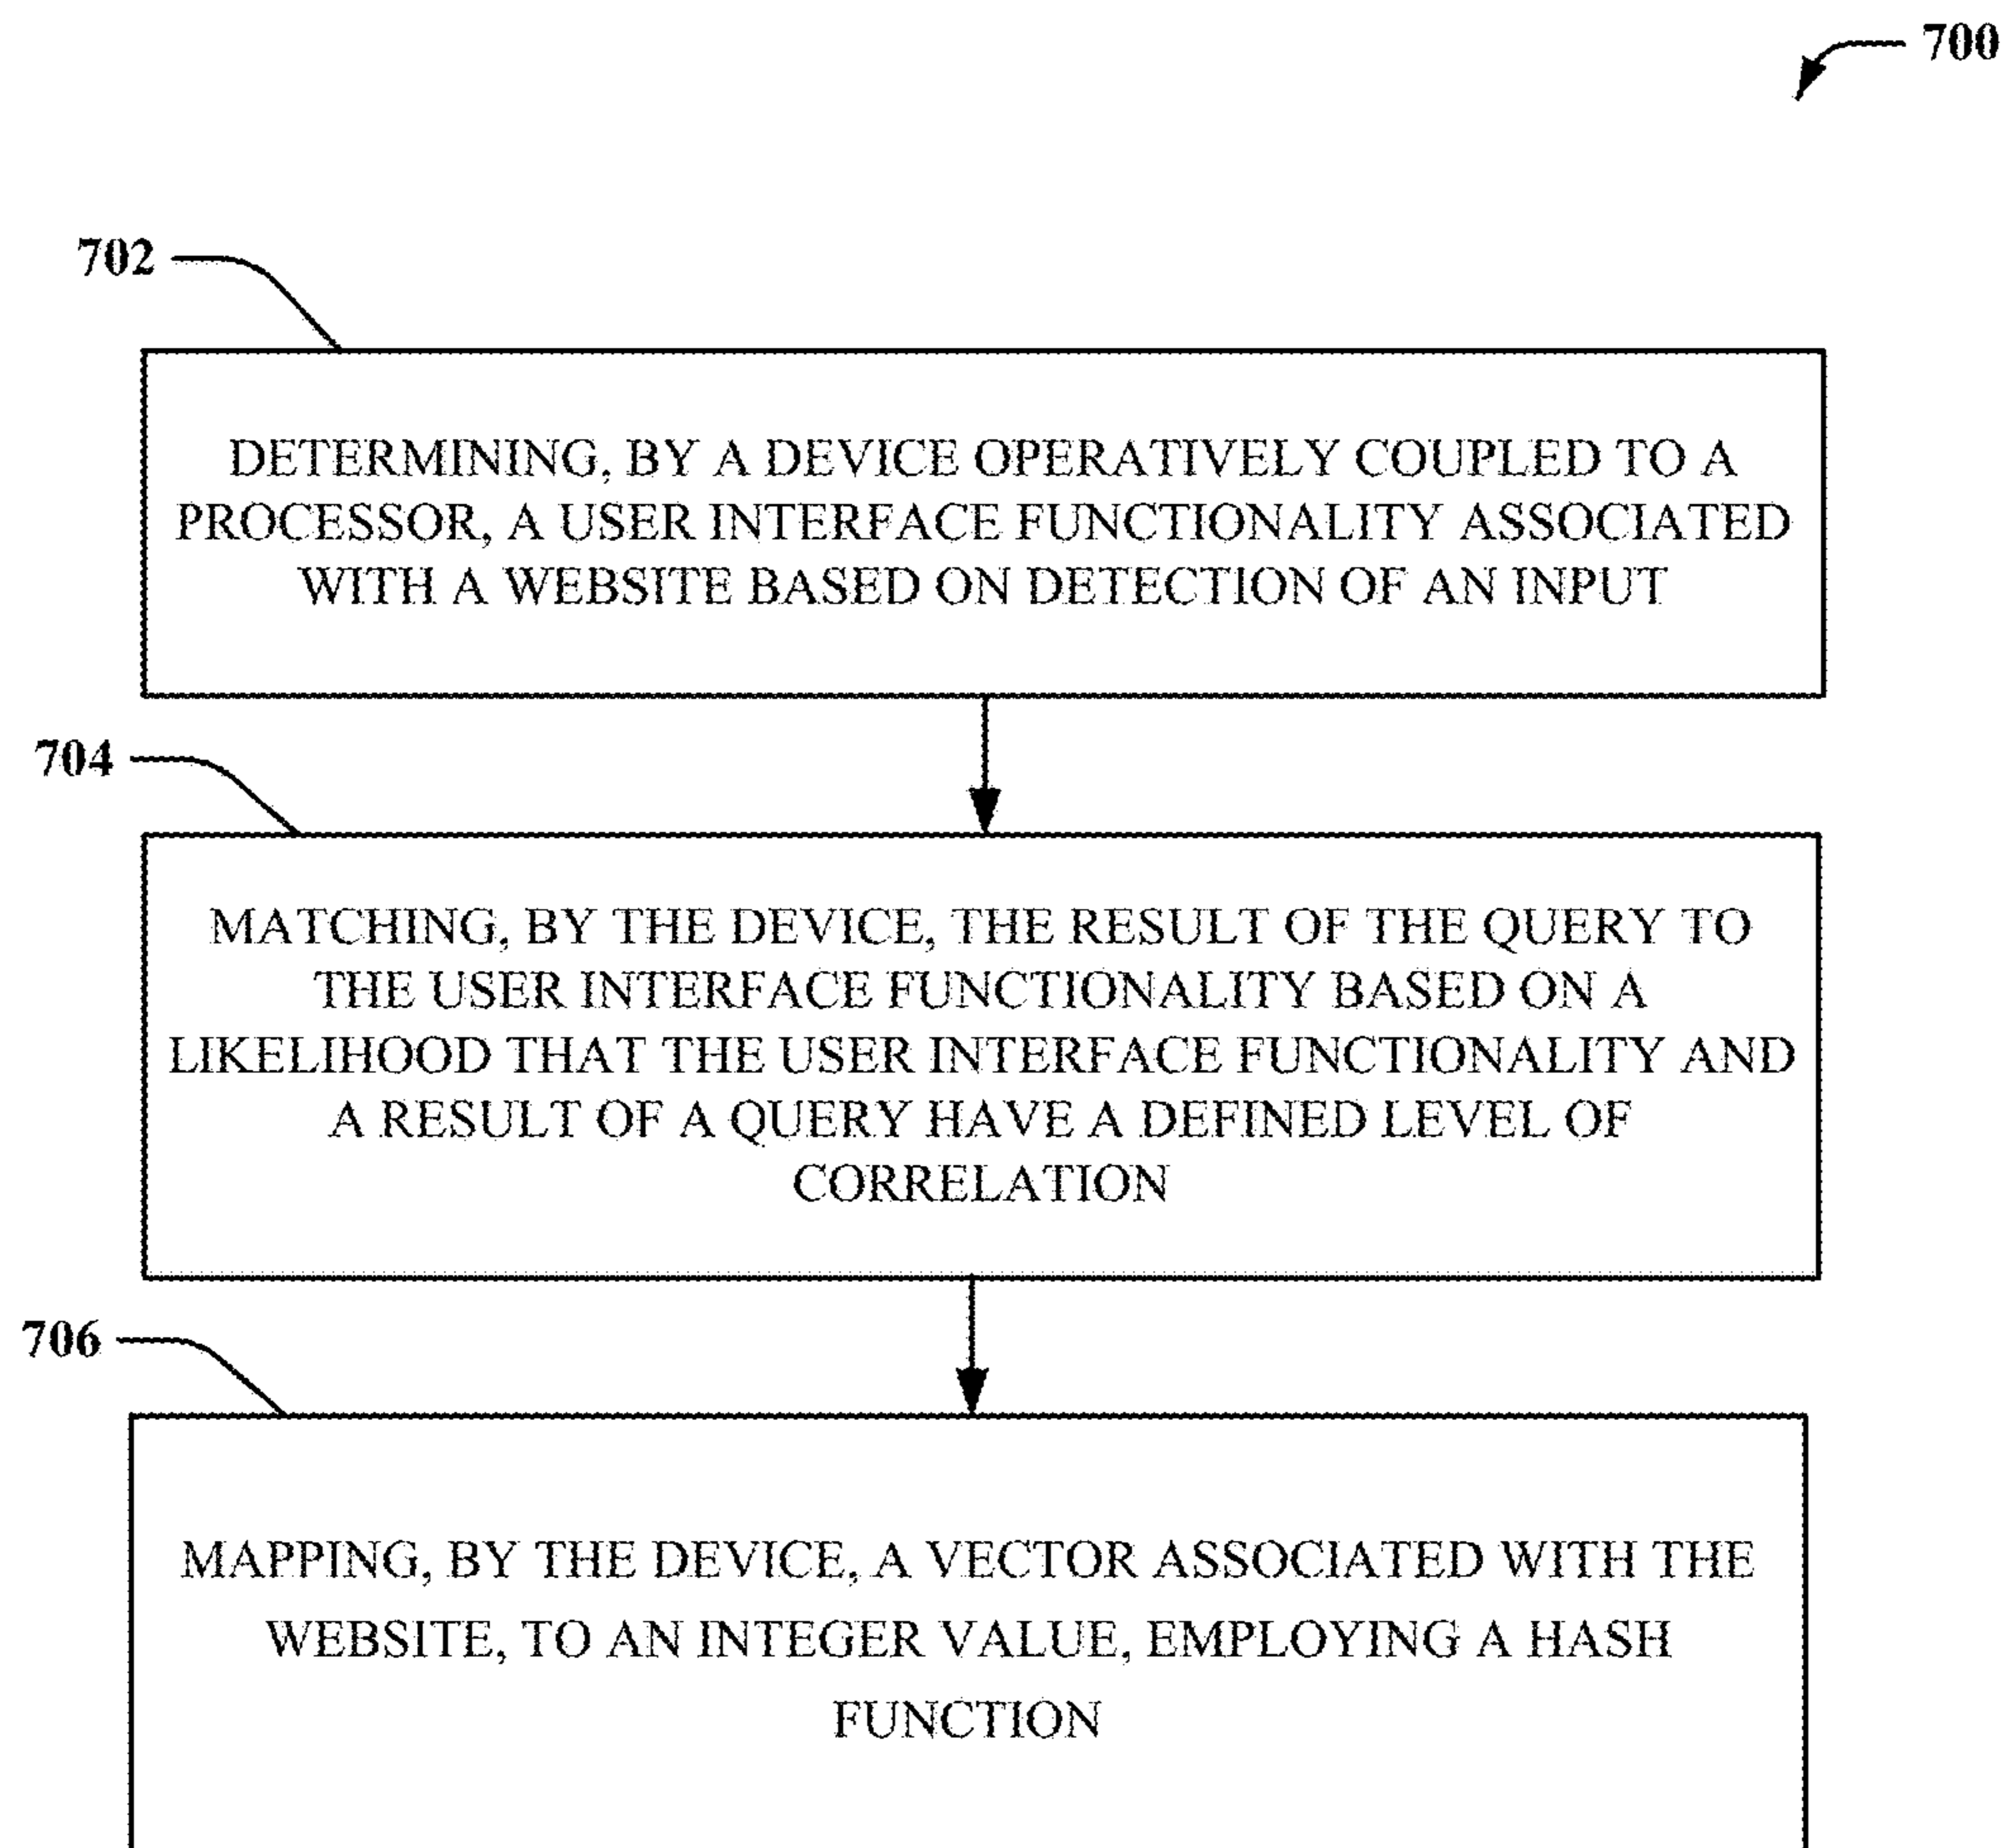 700
702
DETERMINING, BY A DEVICE OPERATIVELY COUPLED TO A
PROCESSOR, A USER INTERFACE FUNCTIONALITY ASSOCIATED
WITH A WEBSITE BASED ON DETECTION OF AN INPUT
704
MATCHING, BY THE DEVICE, THE RESULT OF THE QUERY TO
THE USER INTERFACE FUNCTIONALITY BASED ON A
LIKELIHOOD THAT THE USER INTERFACE FUNCTIONALITY AND
A RESULT OF A QUERY HAVE A DEFINED LEVEL OF
CORRELATION
706
MAPPING, BY THE DEVICE, A VECTOR ASSOCIATED WITH THE
WEBSITE, TO AN INTEGER VALUE, EMPLOYING A HASH
FUNCTION